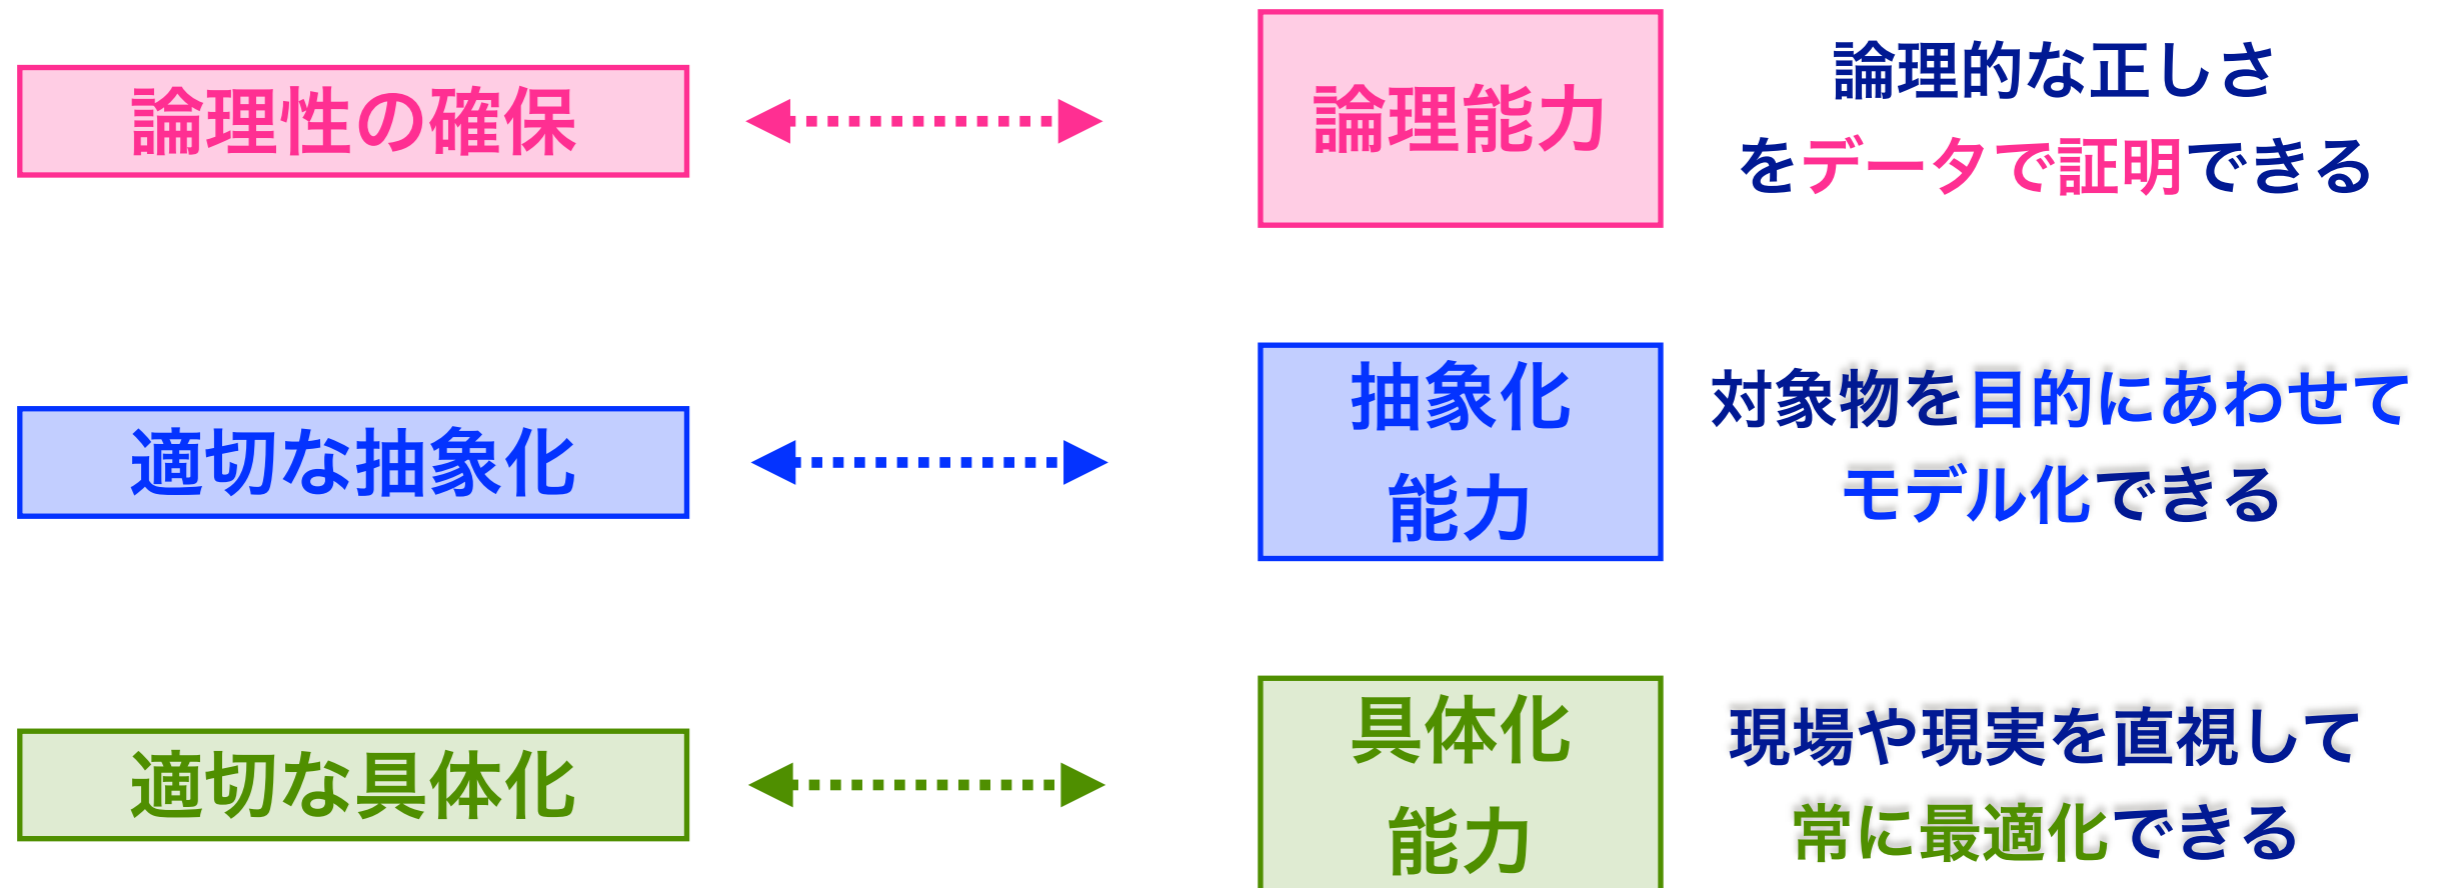 論理性の確保
論理能力
論理的な正しさ
をデータで証明できる
適切な抽象化
抽象化
能力
対象物を目的にあわせて
モデル化できる
適切な具体化
具体化
能力
現場や現実を直視して
常に最適化できる